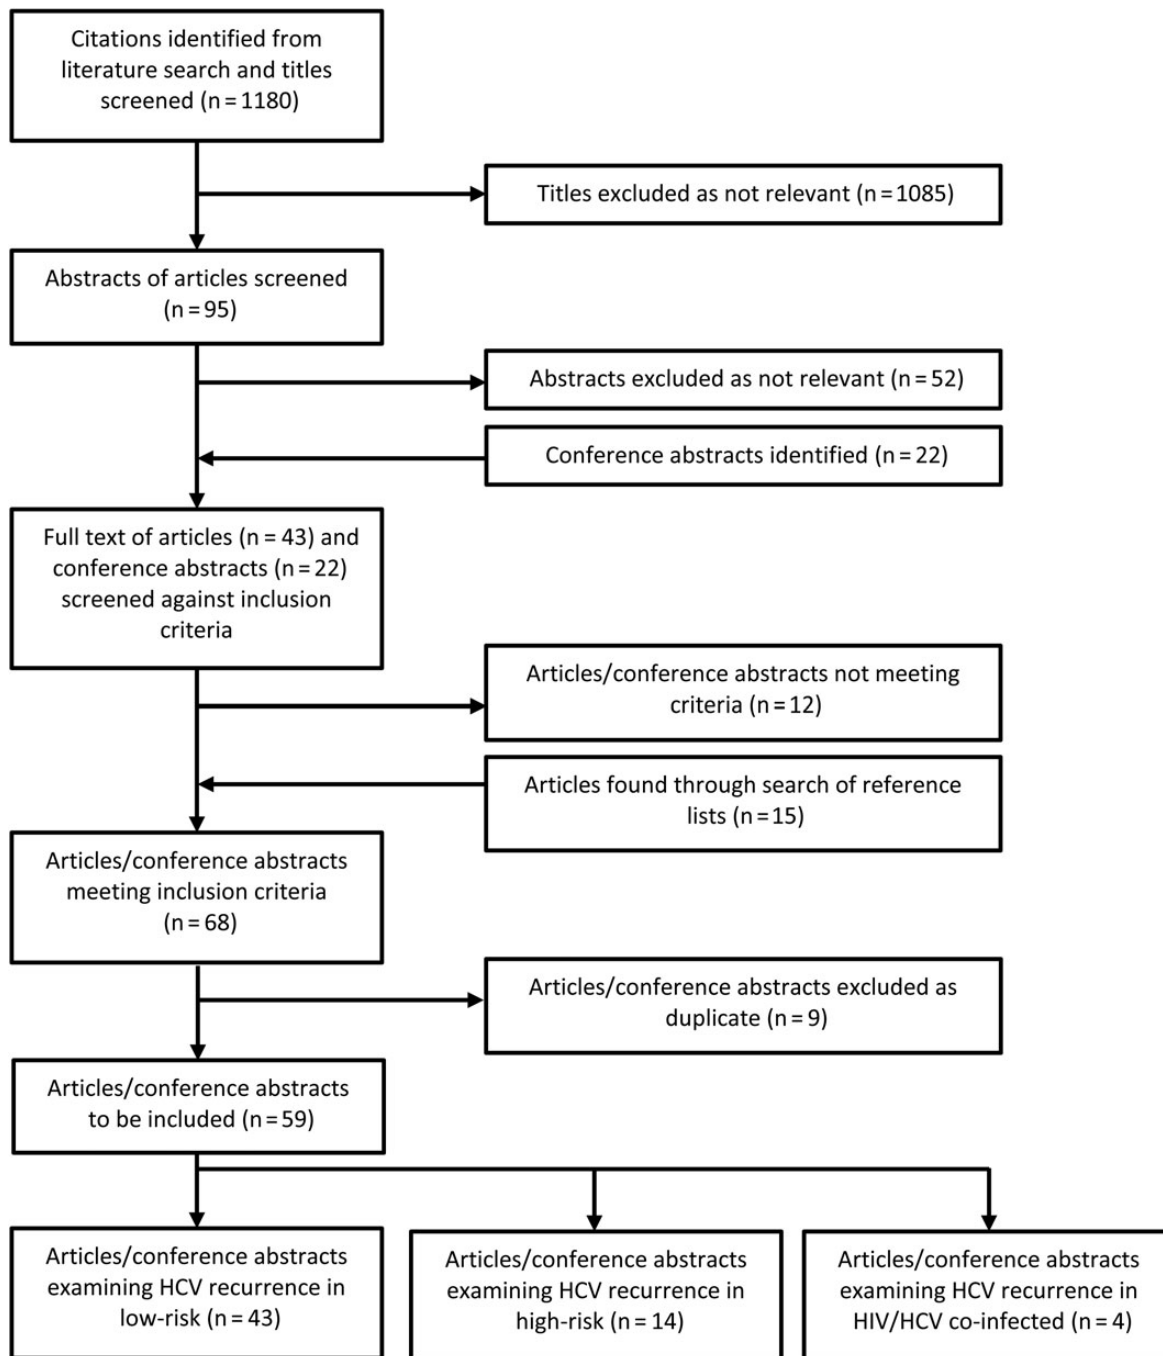 Citations identified from
literature search and titles
screened (n = 1180)
Titles excluded as not relevant (n = 1085)
Abstracts of articles screened
(n = 95)
Abstracts excluded as not relevant (n = 52)
Conference abstracts identified (n = 22)
Full text of articles (n = 43) and
conference abstracts (n = 22)
screened against inclusion
criteria
Articles/conference abstracts not meeting
criteria (n = 12)
Articles found through search of reference
lists (n = 15)
Articles/conference abstracts
meeting inclusion criteria
(n = 68)
Articles/conference abstracts excluded as
duplicate (n = 9)
Articles/conference abstracts
to be included (n = 59)
Articles/conference abstracts
examining HCV recurrence in
low-risk (n = 43)
Articles/conference abstracts
examining HCV recurrence in
high-risk (n = 14)
Articles/conference abstracts
examining HCV recurrence in
HIV/HCV co-infected (n = 4)